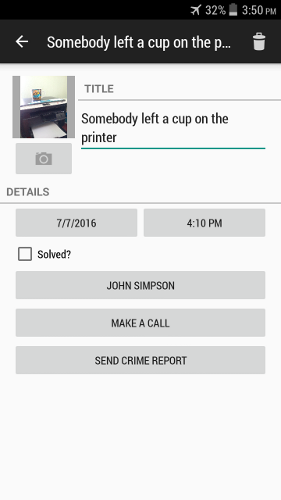 32% 3:50 PM
Somebody left a cup on the p...
TITLE
Somebody left a cup on the
printer
DETAILS
7/7/2016 4:10 PM
Solved?
JOHN SIMPSON
MAKE A CALL
SEND CRIME REPORT